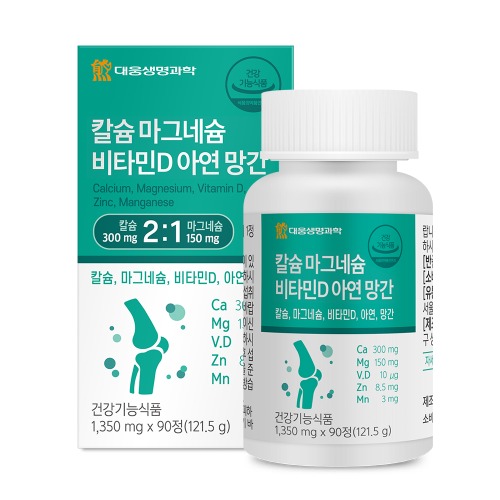 대웅생명과학
건강
기능식품
칼슘 마그네슘
비타민D 아연 망간
Calcium, Magnesium, Vitamin D,
Zinc, Manganese
칼슘 300 mg 2:1 마그네슘 150 mg
칼슘, 마그네슘, 비타민D, 아연
Ca
Mg
V.D
Zn
Mn
건강기능식품
1,350 mg x 90정(121.5 g)
대웅생명과학
건강
기능식품
칼슘 마그네슘
비타민D 아연 망간
칼슘, 마그네슘, 비타민D, 아연, 망간
Ca 300 mg
Mg 150 mg
V.D 10 μg
Zn 8.5 mg
Mn 3 mg
건강기능식품
1,350 mg x 90정(121.5 g)